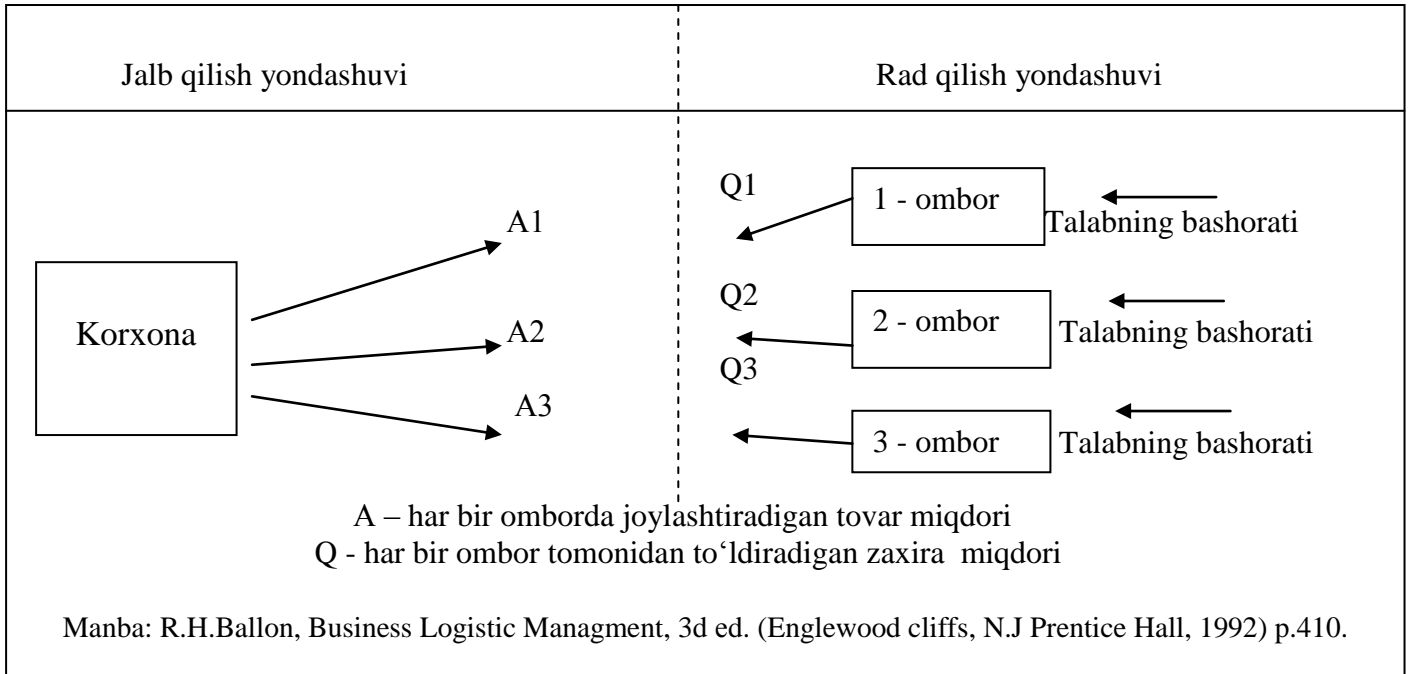 Jalb qilish yondashuvi
Rad qilish yondashuvi
Korxona
A1
A2
A3
Q1
1 - ombor
Talabning bashorati
Q2
2 - ombor
Talabning bashorati
Q3
3 - ombor
Talabning bashorati
A – har bir omborda joylashtiradigan tovar miqdori
Q - har bir ombor tomonidan to‘ldiradigan zaxira miqdori
Manba: R.H.Ballon, Business Logistic Managment, 3d ed. (Englewood cliffs, N.J Prentice Hall, 1992) p.410.